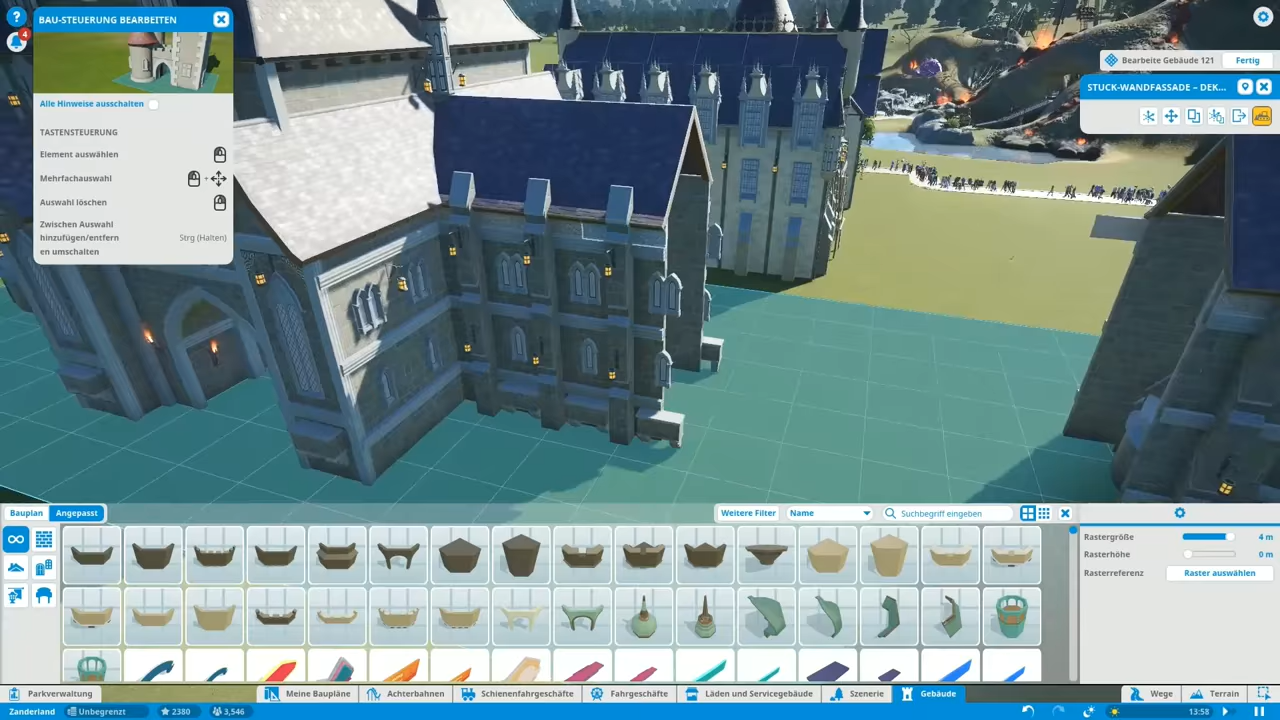 ?
BAU-STEUERUNG BEARBEITEN
4
Alle Hinweise ausschalten
TASTENSTEUERUNG
Element auswählen
Mehrfachauswahl
+
Auswahl löschen
Zwischen Auswahl
hinzufügen/entfern
en umschalten
Strg (Halten)
Bearbeite Gebäude 121
Fertig
STUCK-WANDFASSADE – DEK...
Bauplan
Angepasst
Weitere Filter
Name
Suchbegriff eingeben
Rastergröße
4 m
Rasterhöhe
0 m
Rasterreferenz
Raster auswählen
Parkverwaltung
Meine Baupläne
Achterbahnen
Schienenfahrgeschäfte
Fahrgeschäfte
Läden und Servicegebäude
Szenerie
Gebäude
Wege
Terrain
Zanderland
Unbegrenzt
2380
3,546
13:58